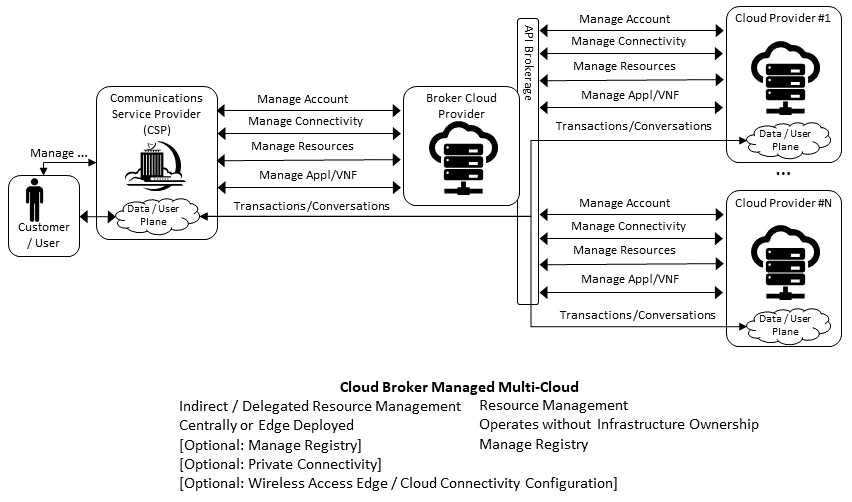 Customer
/ User
Manage ...
Communications
Service Provider
(CSP)
Data / User
Plane
Manage Account
Manage Connectivity
Manage Resources
Manage Appl/VNF
Transactions/Conversations
Broker Cloud
Provider
API Brokerage
Manage Account
Manage Connectivity
Manage Resources
Manage Appl/VNF
Transactions/Conversations
Cloud Provider #1
Data / User
Plane
...
Manage Account
Manage Connectivity
Manage Resources
Manage Appl/VNF
Transactions/Conversations
Cloud Provider #N
Data / User
Plane
Cloud Broker Managed Multi-Cloud
Indirect / Delegated Resource Management
Centrally or Edge Deployed
[Optional: Manage Registry]
[Optional: Private Connectivity]
[Optional: Wireless Access Edge / Cloud Connectivity Configuration]
Resource Management
Operates without Infrastructure Ownership
Manage Registry